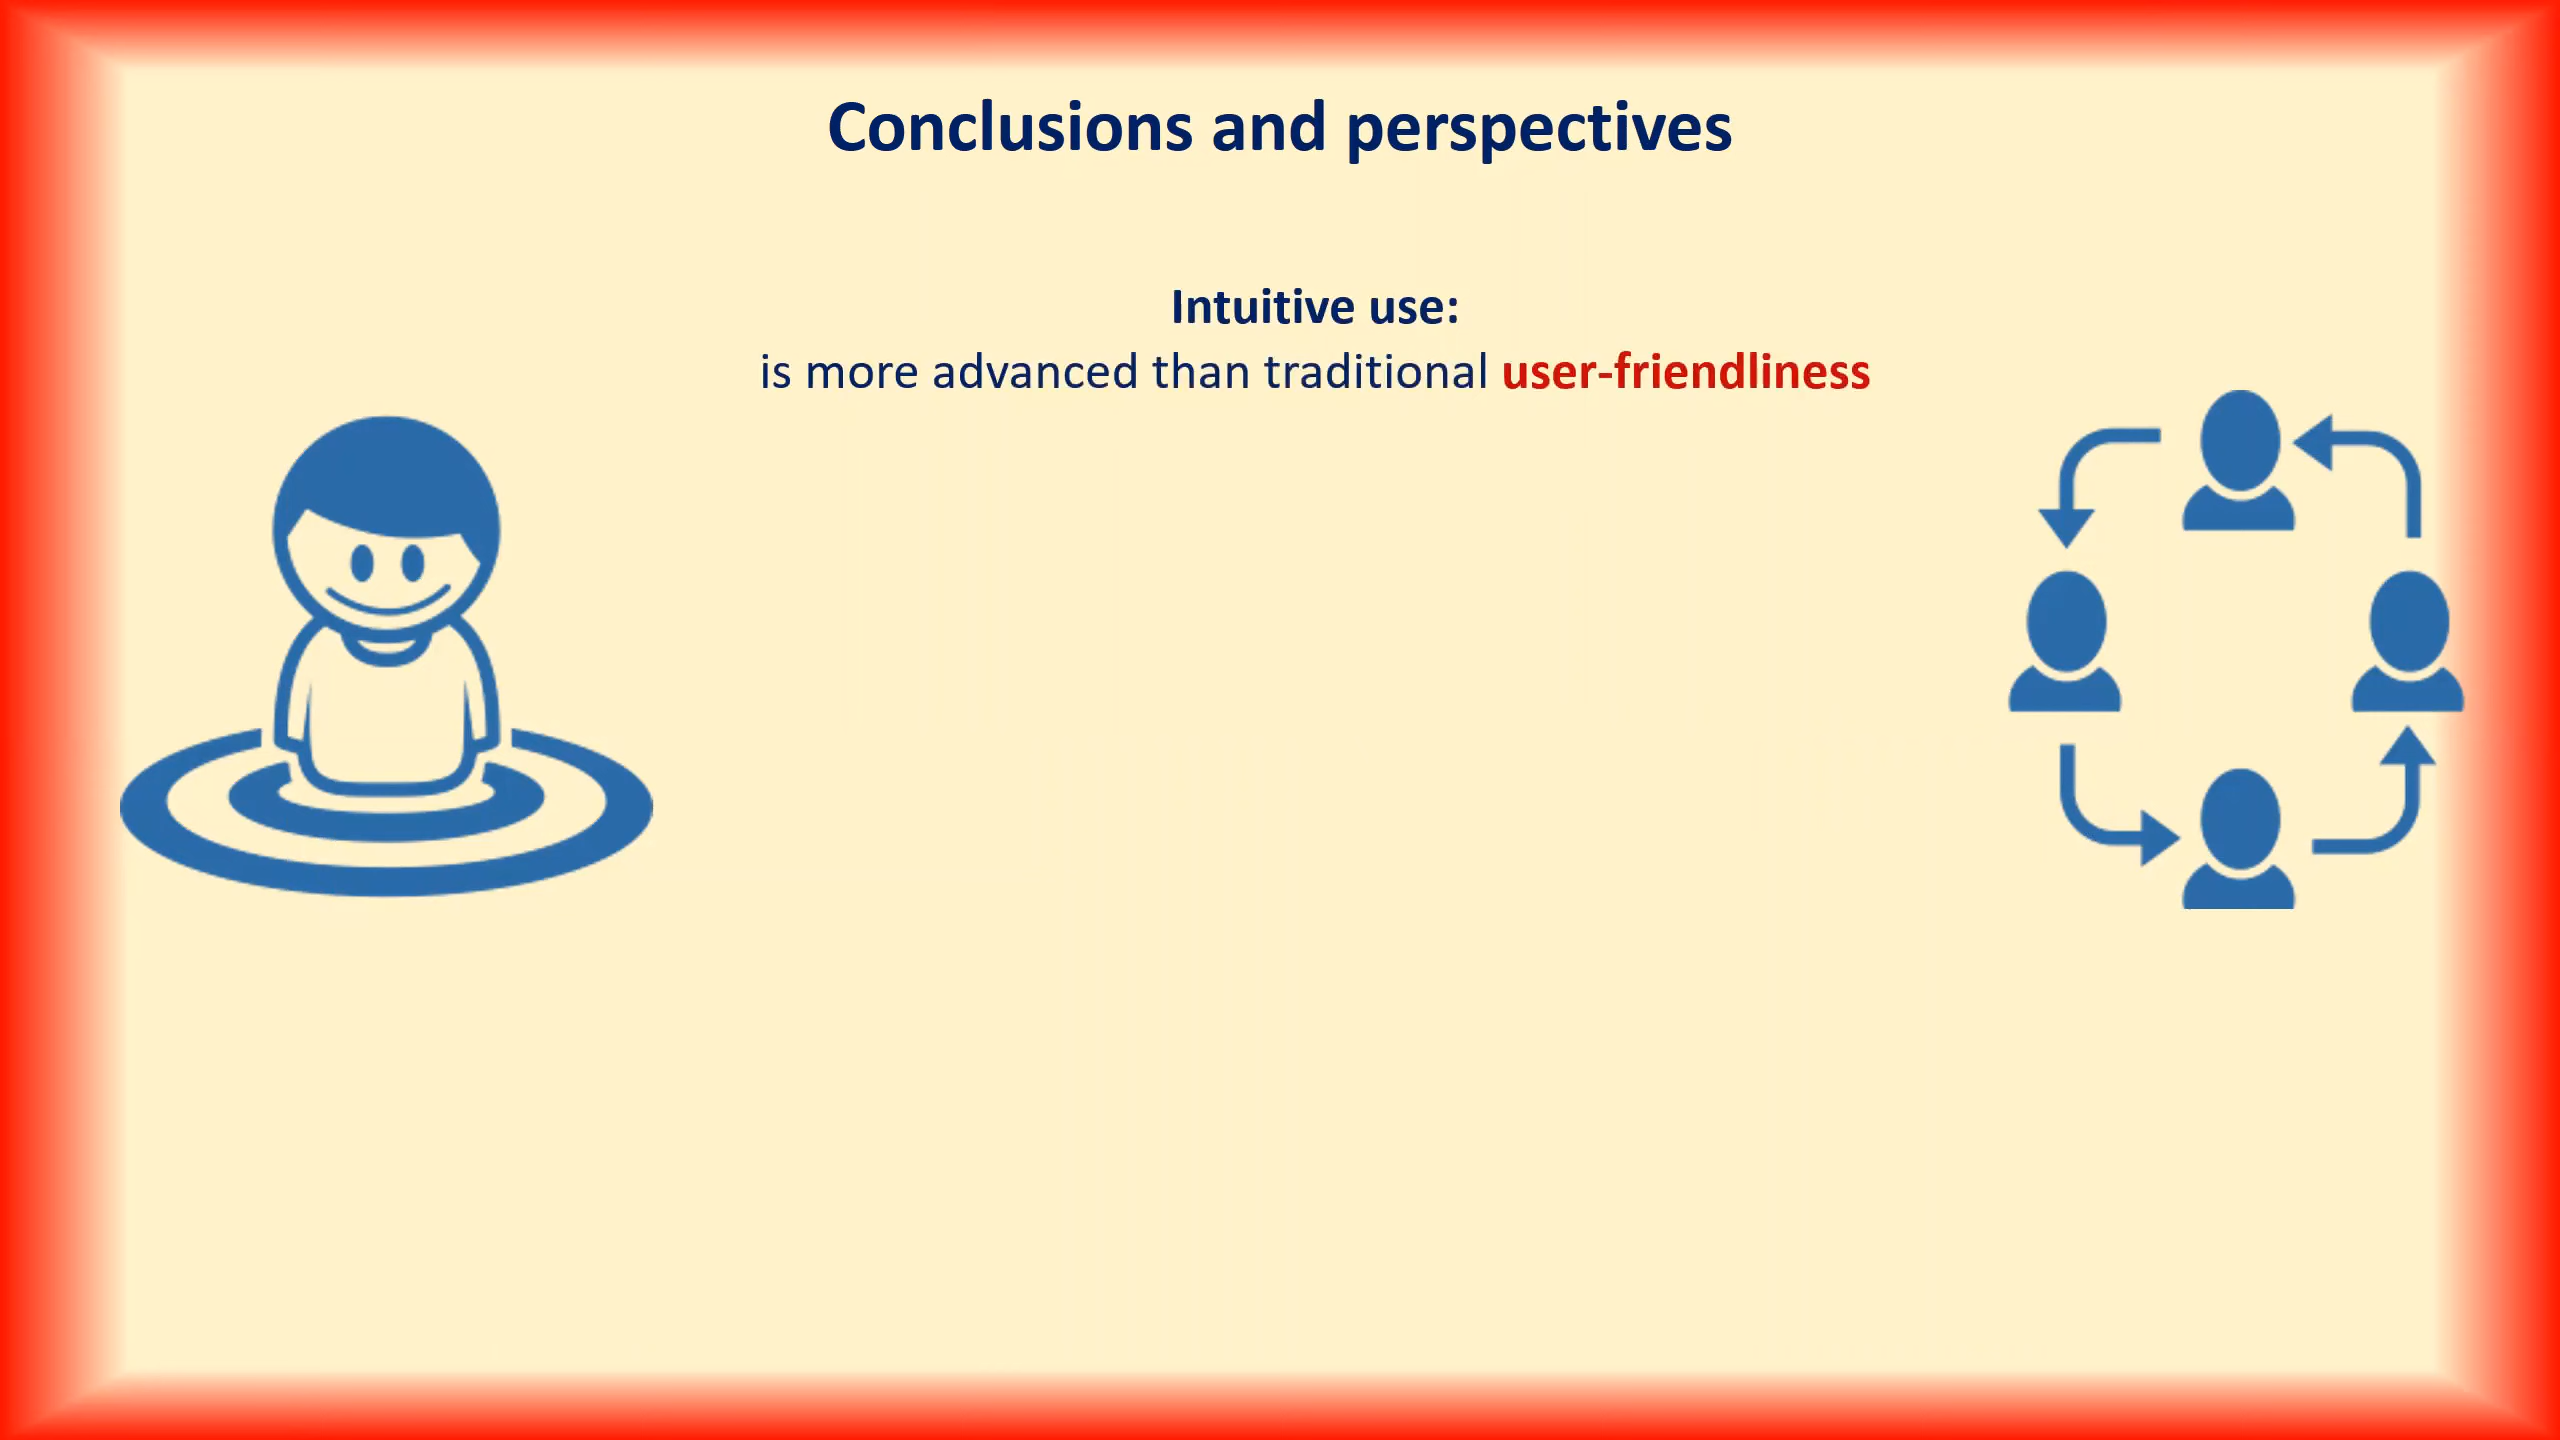 Conclusions and perspectives
Intuitive use:
is more advanced than traditional user-friendliness